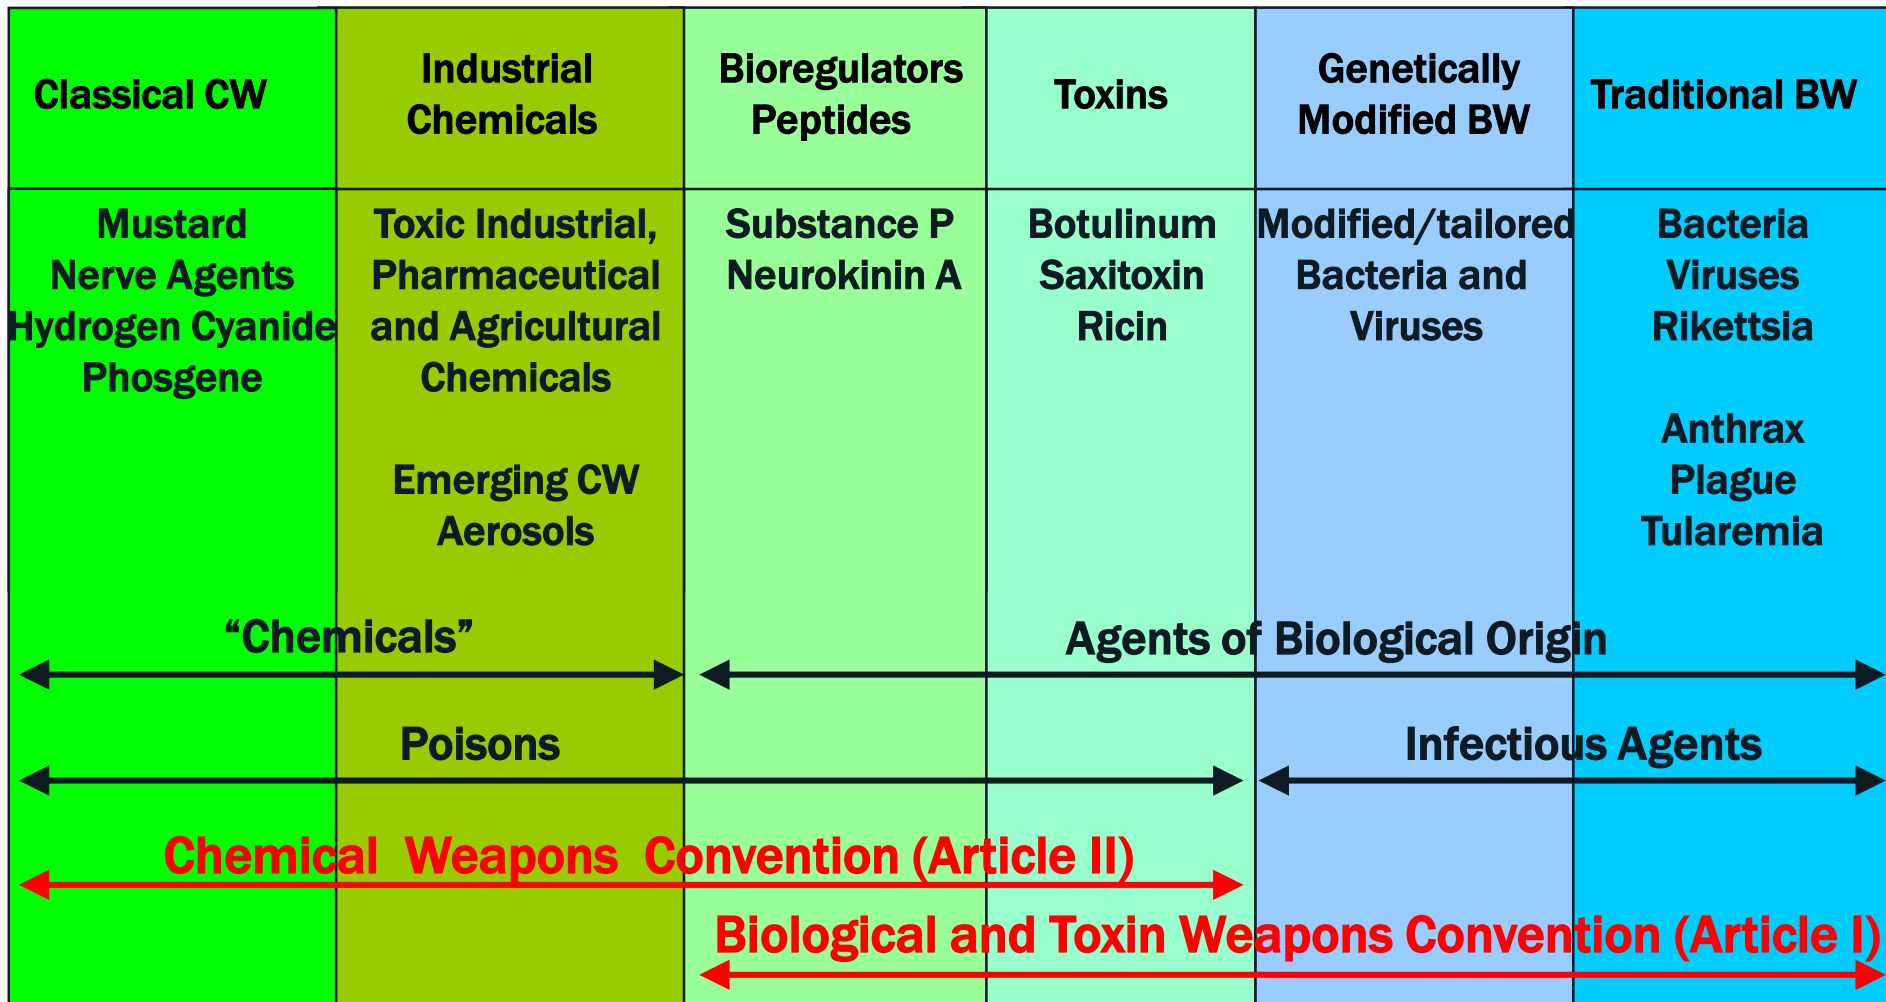 Classical CW
Industrial
Chemicals
Bioregulators
Peptides
Toxins
Genetically
Modified BW
Traditional BW
Mustard
Nerve Agents
Hydrogen Cyanide
Phosgene
Toxic Industrial,
Pharmaceutical
and Agricultural
Chemicals
Emerging CW
Aerosols
Substance P
Neurokinin A
Botulinum
Saxitoxin
Ricin
Modified/tailored
Bacteria and
Viruses
Bacteria
Viruses
Rikettsia
Anthrax
Plague
Tularemia
“Chemicals”
Agents of Biological Origin
Poisons
Infectious Agents
Chemical Weapons Convention (Article II)
Biological and Toxin Weapons Convention (Article I)